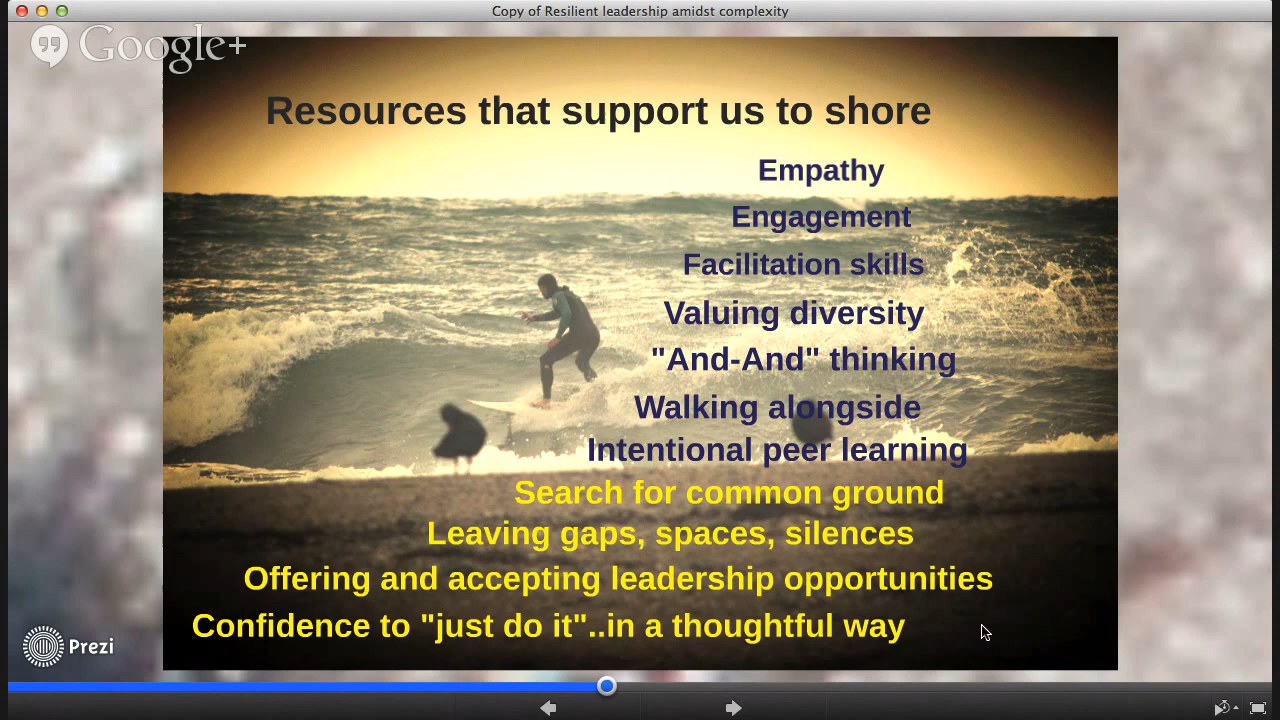 Copy of Resilient leadership amidst complexity
Google+
Resources that support us to shore
Empathy
Engagement
Facilitation skills
Valuing diversity
"And-And" thinking
Walking alongside
Intentional peer learning
Search for common ground
Leaving gaps, spaces, silences
Offering and accepting leadership opportunities
Confidence to "just do it"..in a thoughtful way
Prezi